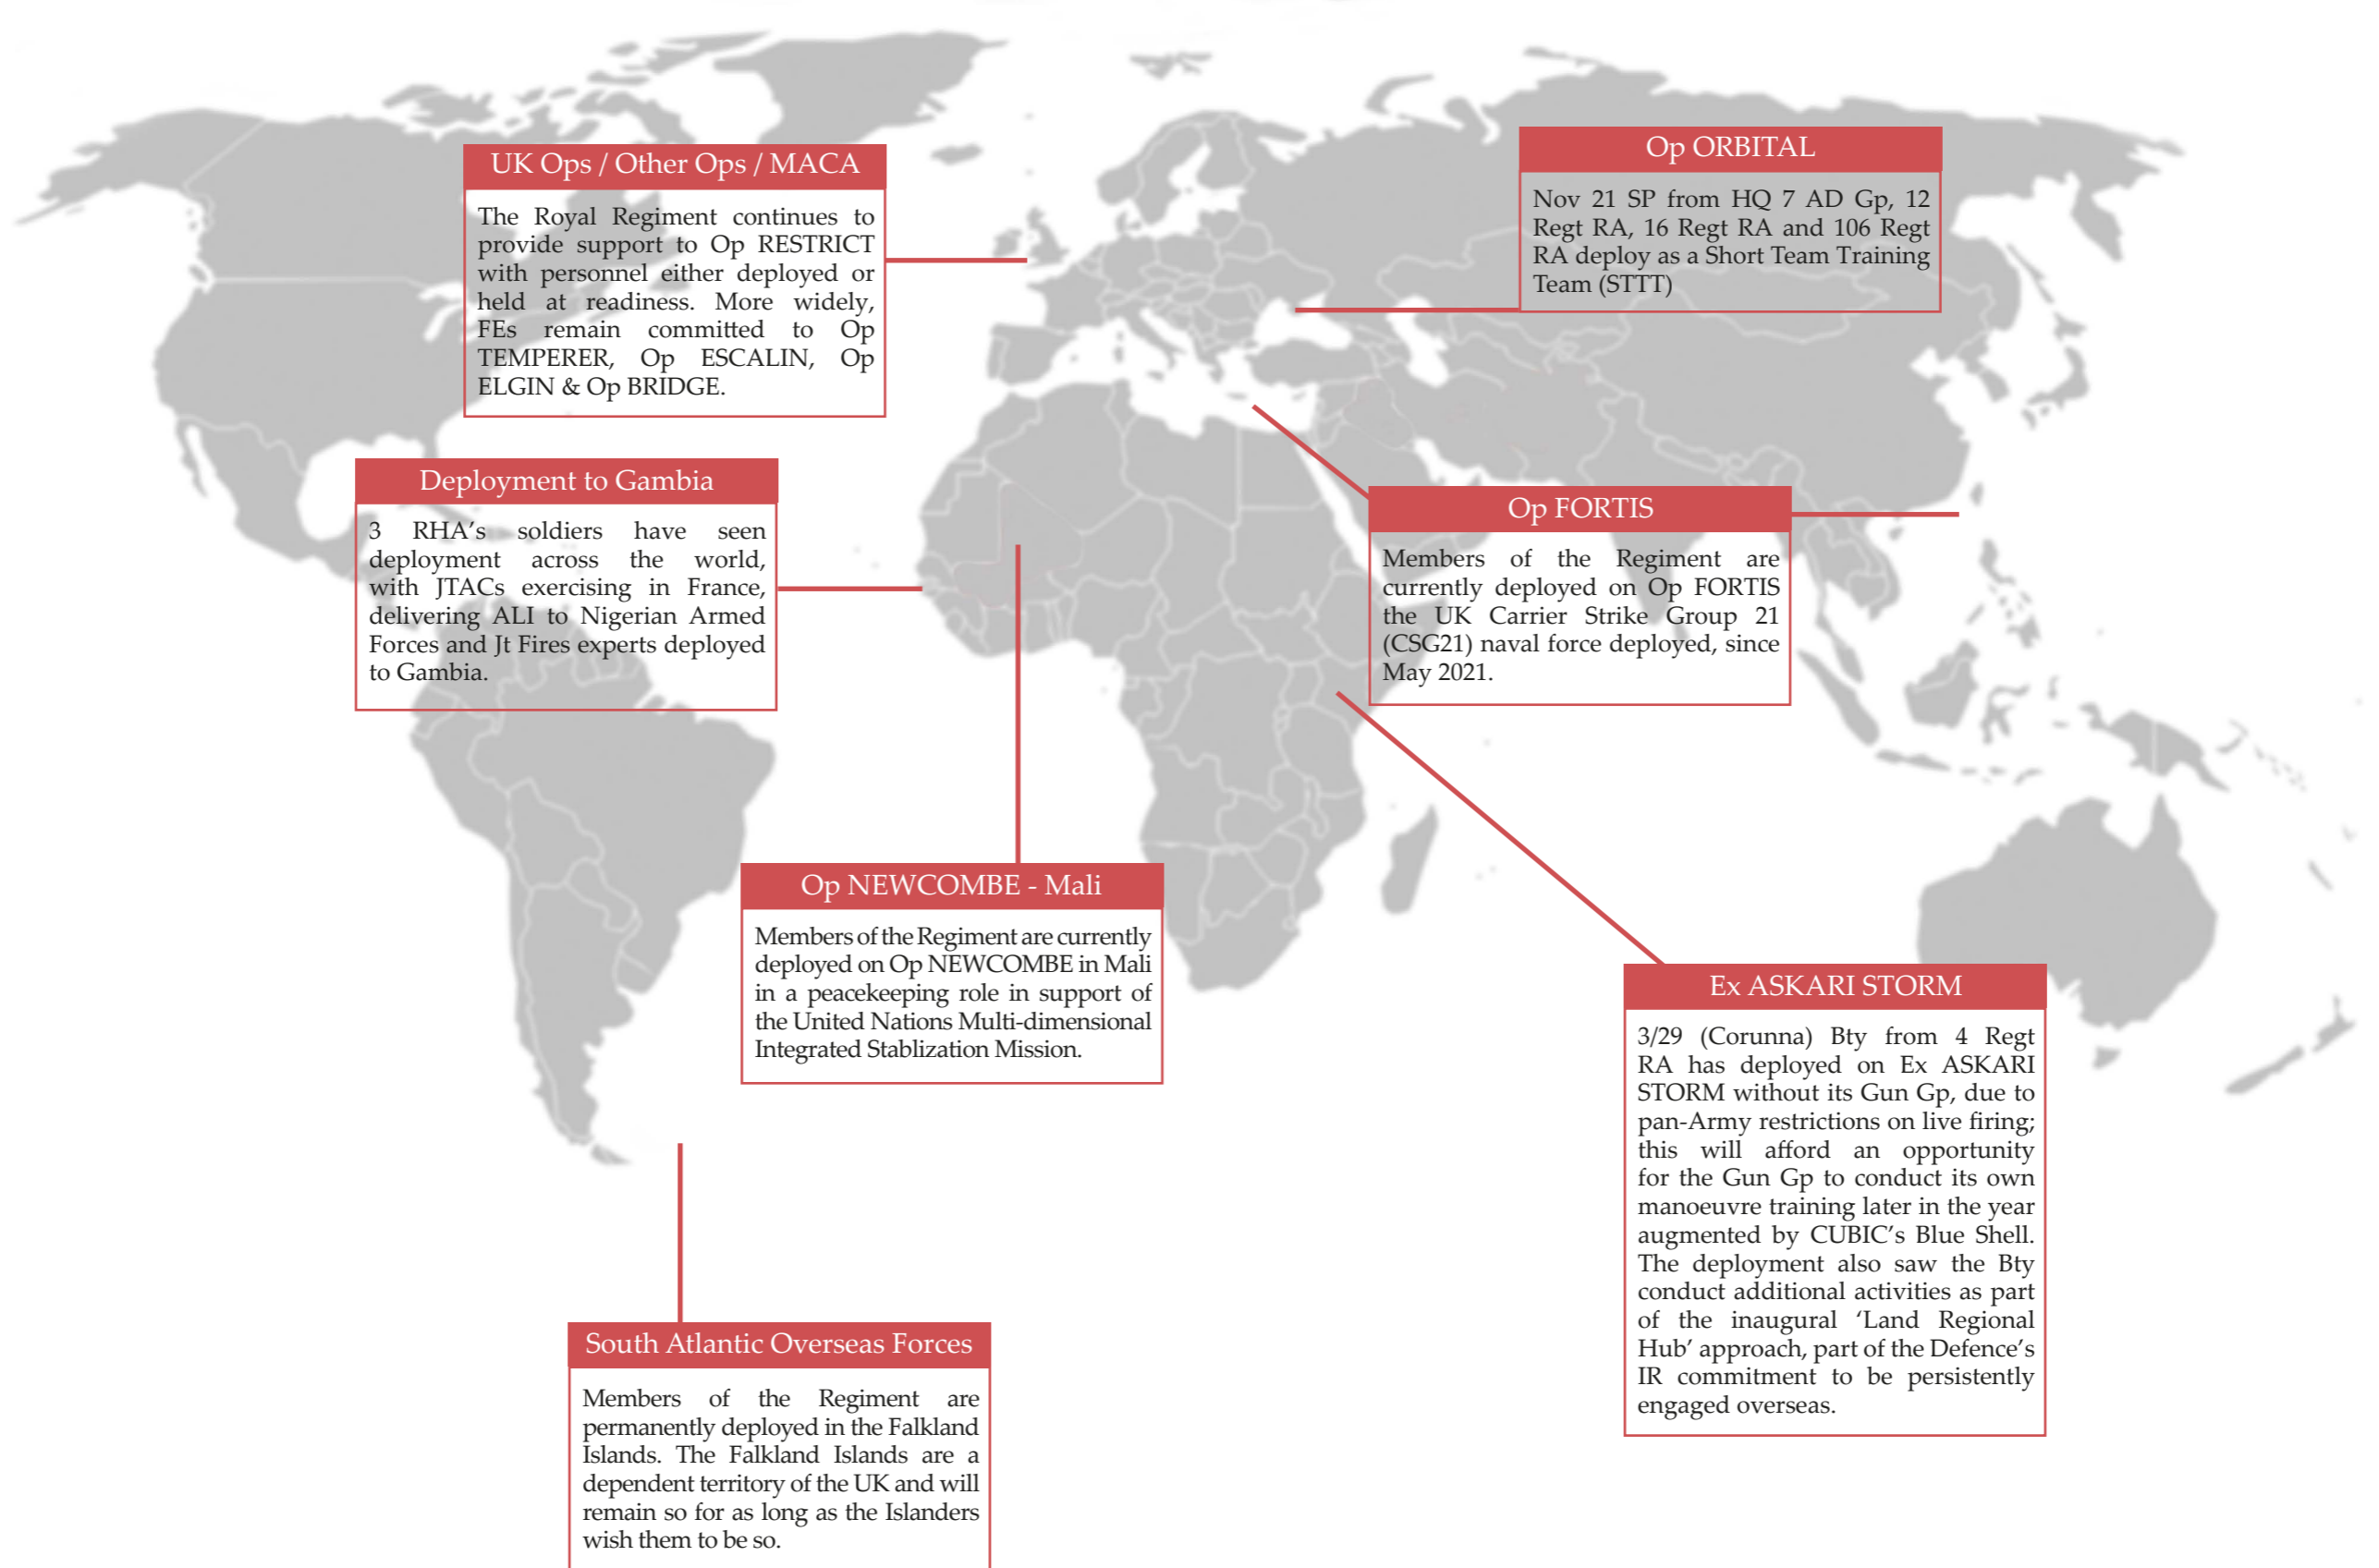 UK Ops / Other Ops / MACA
The Royal Regiment continues to
provide support to Op RESTRICT
with personnel either deployed or
held at readiness. More widely,
FEs remain committed to Op
TEMPERER, Op ESCALIN, Op
ELGIN & Op BRIDGE.
Op ORBITAL
Nov 21 SP from HQ 7 AD Gp, 12
Regt RA, 16 Regt RA and 106 Regt
RA deploy as a Short Team Training
Team (STTT)
Deployment to Gambia
3 RHA’s soldiers have seen
deployment across the world,
with JTACs exercising in France,
delivering ALI to Nigerian Armed
Forces and Jt Fires experts deployed
to Gambia.
Op FORTIS
Members of the Regiment are
currently deployed on Op FORTIS
the UK Carrier Strike Group 21
(CSG21) naval force deployed, since
May 2021.
Op NEWCOMBE - Mali
Members of the Regiment are currently
deployed on Op NEWCOMBE in Mali
in a peacekeeping role in support of
the United Nations Multi-dimensional
Integrated Stablization Mission.
Ex ASKARI STORM
3/29 (Corunna) Bty from 4 Regt
RA has deployed on Ex ASKARI
STORM without its Gun Gp, due to
pan-Army restrictions on live firing;
this will afford an opportunity
for the Gun Gp to conduct its own
manoeuvre training later in the year
augmented by CUBIC’s Blue Shell.
The deployment also saw the Bty
conduct additional activities as part
of the inaugural ‘Land Regional
Hub’ approach, part of the Defence’s
IR commitment to be persistently
engaged overseas.
South Atlantic Overseas Forces
Members of the Regiment are
permanently deployed in the Falkland
Islands. The Falkland Islands are a
dependent territory of the UK and will
remain so for as long as the Islanders
wish them to be so.